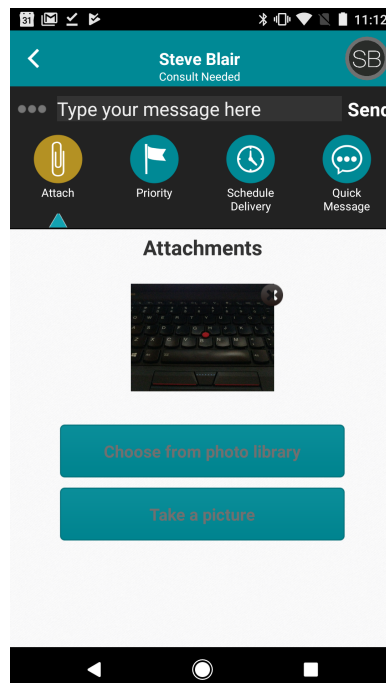 31 11:12
Steve Blair
Consult Needed
SB
Type your message here Send
Attach Priority Schedule Delivery Quick Message
Attachments
Choose from photo library
Take a picture